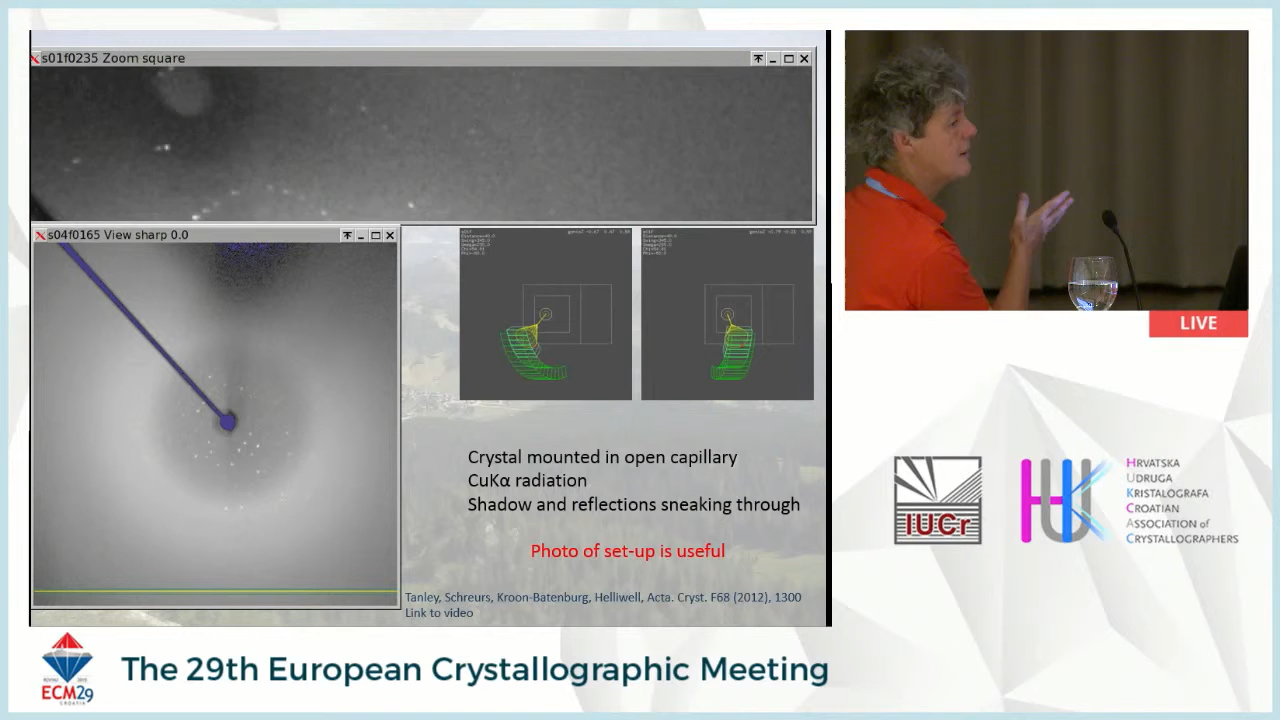 s01f0235 Zoom square
s04f0165 View sharp 0.0
Crystal mounted in open capillary
CuKα radiation
Shadow and reflections sneaking through
Photo of set-up is useful
Tanley, Schreurs, Kroon-Batenburg, Helliwell, Acta. Cryst. F68 (2012), 1300
Link to video
LIVE
IUCr
HUK
HRVATSKA
UDRUGA
KRISTALOGRAFA
CROATIAN
ASSOCIATION of
CRYSTALLOGRAPHERS
ECM29
CROATIA
The 29th European Crystallographic Meeting